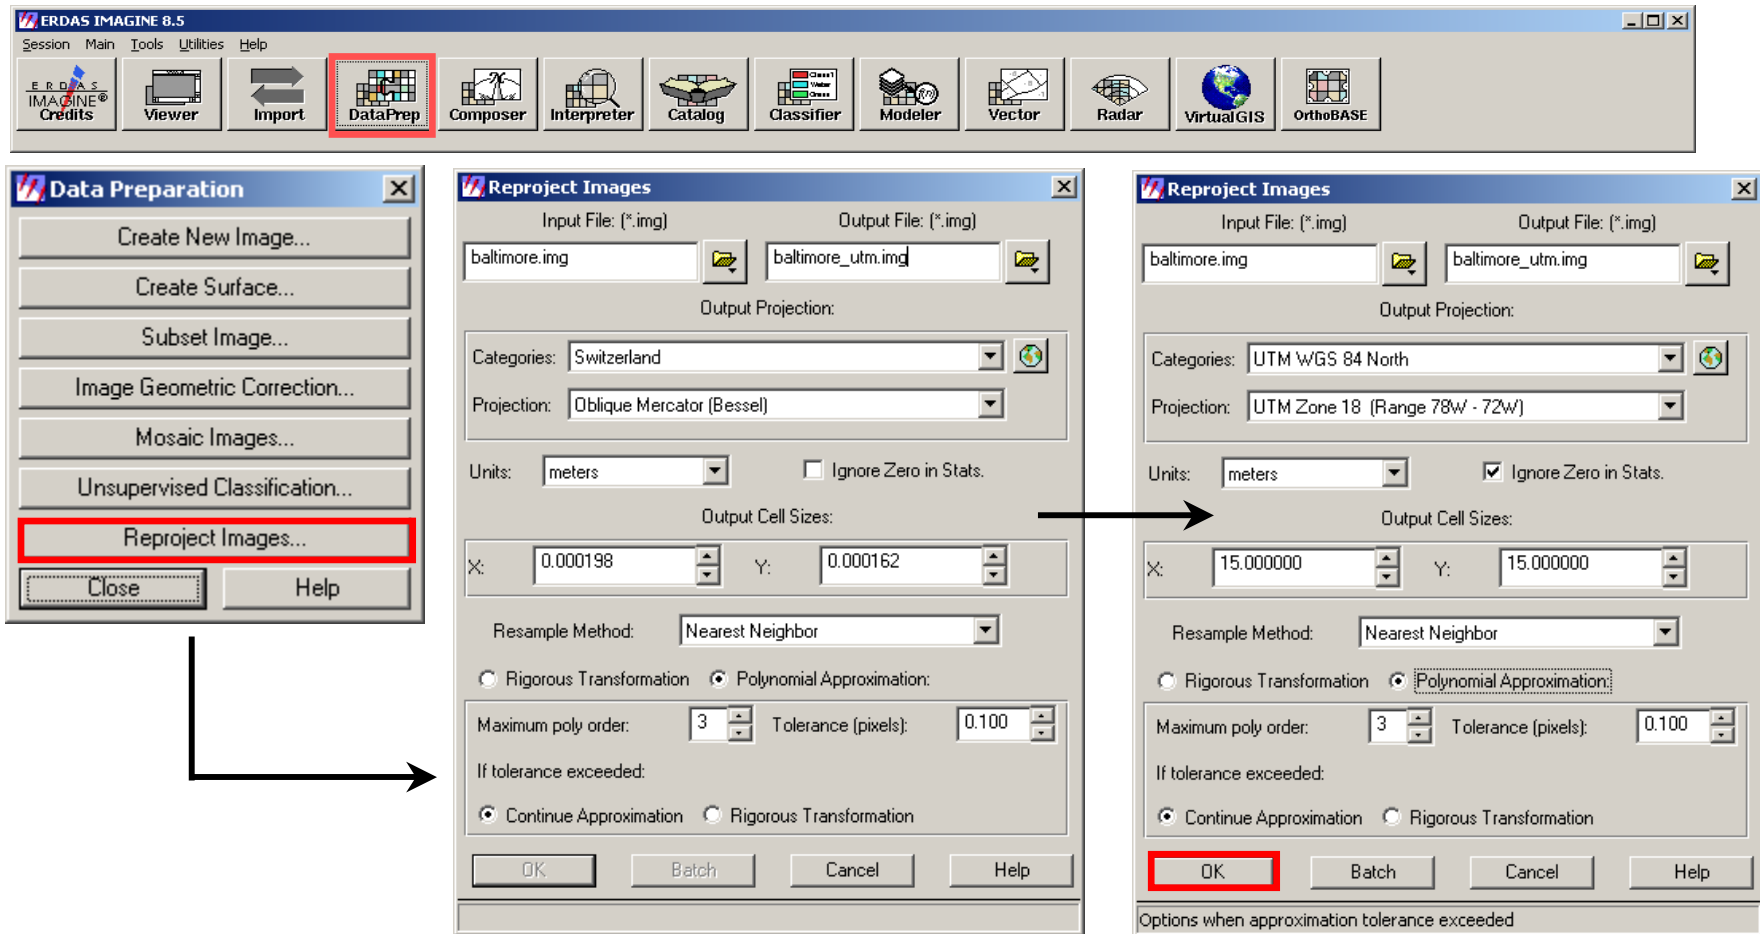 ERDAS IMAGINE 8.5
Session Main Tools Utilities Help
ERDAS IMAGINE® Credits
Viewer
Import
DataPrep
Composer
Interpreter
Catalog
Classifier
Modeler
Vector
Radar
VirtualGIS
OrthoBASE
Data Preparation
Create New Image...
Create Surface...
Subset Image...
Image Geometric Correction...
Mosaic Images...
Unsupervised Classification...
Reproject Images...
Close Help
Reproject Images
Input File: (*.img) Output File: (*.img)
baltimore.img baltimore_utm.img
Output Projection:
Categories: Switzerland
Projection: Oblique Mercator (Bessel)
Units: meters Ignore Zero in Stats.
Output Cell Sizes:
X: 0.000198 Y: 0.000162
Resample Method: Nearest Neighbor
Rigorous Transformation Polynomial Approximation:
Maximum poly order: 3 Tolerance (pixels): 0.100
If tolerance exceeded:
Continue Approximation Rigorous Transformation
OK Batch Cancel Help
Reproject Images
Input File: (*.img) Output File: (*.img)
baltimore.img baltimore_utm.img
Output Projection:
Categories: UTM WGS 84 North
Projection: UTM Zone 18 (Range 78W - 72W)
Units: meters Ignore Zero in Stats.
Output Cell Sizes:
X: 15.000000 Y: 15.000000
Resample Method: Nearest Neighbor
Rigorous Transformation Polynomial Approximation:
Maximum poly order: 3 Tolerance (pixels): 0.100
If tolerance exceeded:
Continue Approximation Rigorous Transformation
OK Batch Cancel Help
Options when approximation tolerance exceeded